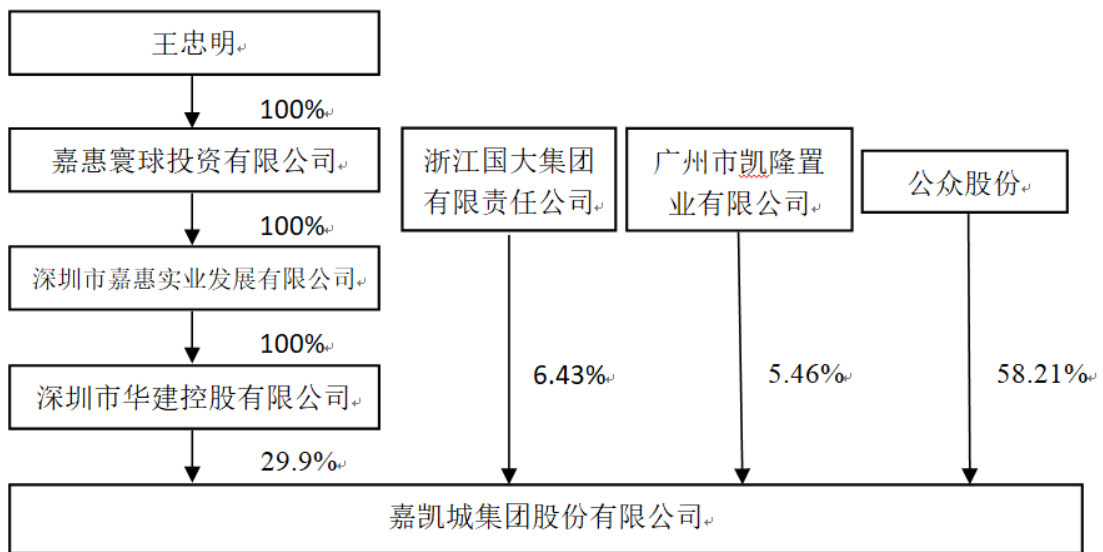 王忠明
100%
嘉惠寰球投资有限公司
100%
深圳市嘉惠实业发展有限公司
100%
深圳市华建控股有限公司
29.9%
浙江国大集团
有限责任公司
6.43%
广州市凯隆置
业有限公司
5.46%
公众股份
58.21%
嘉凯城集团股份有限公司